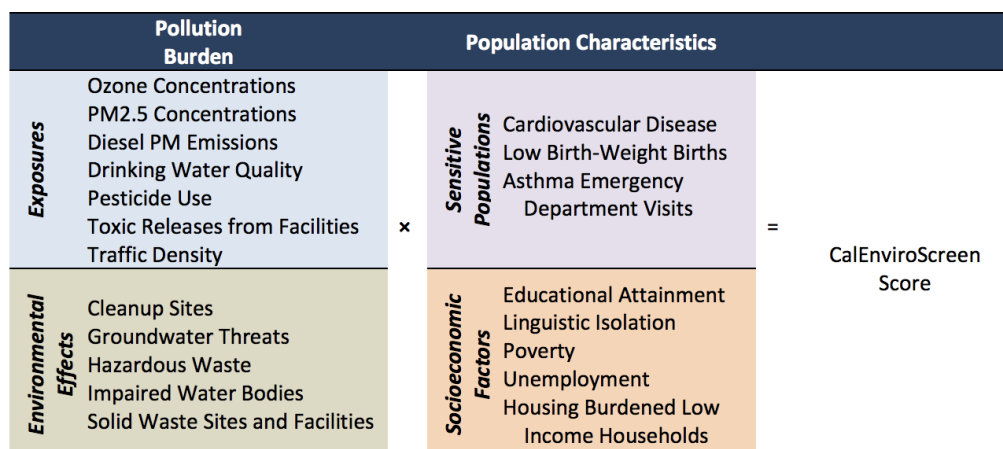 Pollution
Burden
Population Characteristics
Exposures
Ozone Concentrations
PM2.5 Concentrations
Diesel PM Emissions
Drinking Water Quality
Pesticide Use
Toxic Releases from Facilities
Traffic Density
×
Sensitive
Populations
Cardiovascular Disease
Low Birth-Weight Births
Asthma Emergency
Department Visits
=
CalEnviroScreen
Score
Environmental
Effects
Cleanup Sites
Groundwater Threats
Hazardous Waste
Impaired Water Bodies
Solid Waste Sites and Facilities
Socioeconomic
Factors
Educational Attainment
Linguistic Isolation
Poverty
Unemployment
Housing Burdened Low
Income Households